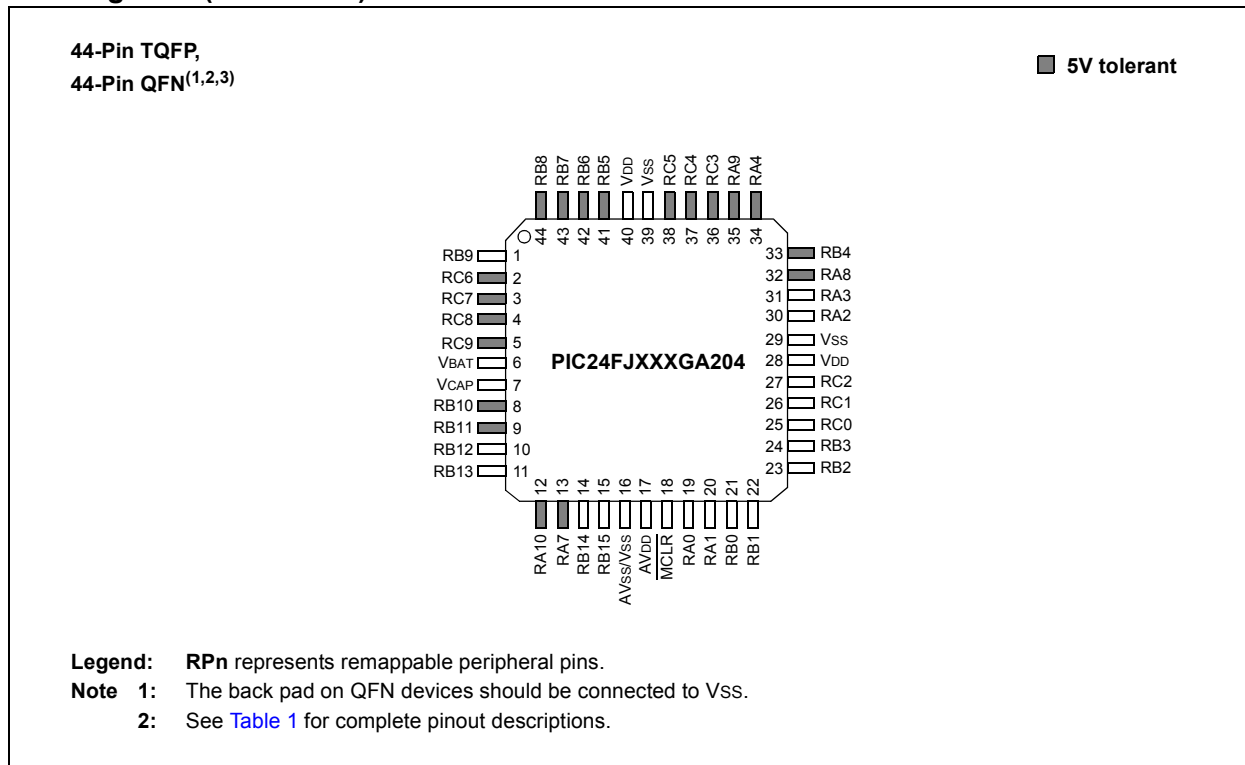 44-Pin TQFP,
44-Pin QFN(1,2,3)
5V tolerant
RB8
RB7
RB6
RB5
VDD
VSS
RC5
RC4
RC3
RA9
RA4
44
43
42
41
40
39
38
37
36
35
34
RB9 1
RC6 2
RC7 3
RC8 4
RC9 5
VBAT 6
VCAP 7
RB10 8
RB11 9
RB12 10
RB13 11
PIC24FJXXXGA204
33 RB4
32 RA8
31 RA3
30 RA2
29 VSS
28 VDD
27 RC2
26 RC1
25 RC0
24 RB3
23 RB2
12
13
14
15
16
17
18
19
20
21
22
RA10
RA7
RB14
RB15
AVSS/VSS
AVDD
MCLR
RA0
RA1
RB0
RB1
Legend: RPn represents remappable peripheral pins.
Note 1: The back pad on QFN devices should be connected to VSS.
2: See Table 1 for complete pinout descriptions.